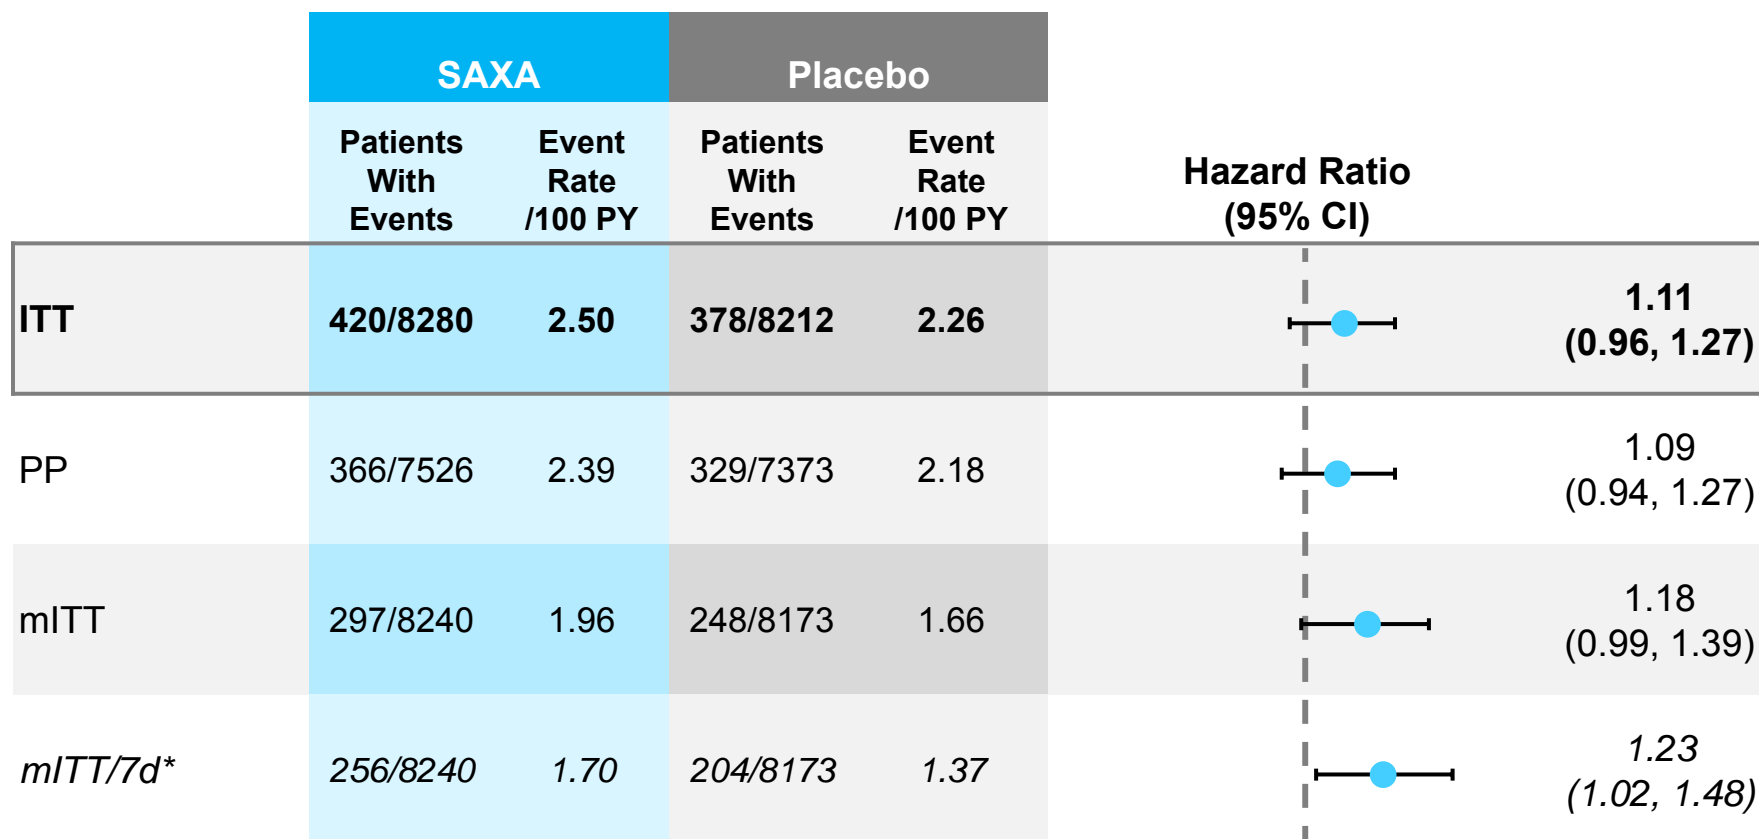 SAXA Placebo
Patients With Events Event Rate /100 PY Patients With Events Event Rate /100 PY Hazard Ratio (95% CI)
ITT 420/8280 2.50 378/8212 2.26 1.11 (0.96, 1.27)
PP 366/7526 2.39 329/7373 2.18 1.09 (0.94, 1.27)
mITT 297/8240 1.96 248/8173 1.66 1.18 (0.99, 1.39)
mITT/7d* 256/8240 1.70 204/8173 1.37 1.23 (1.02, 1.48)